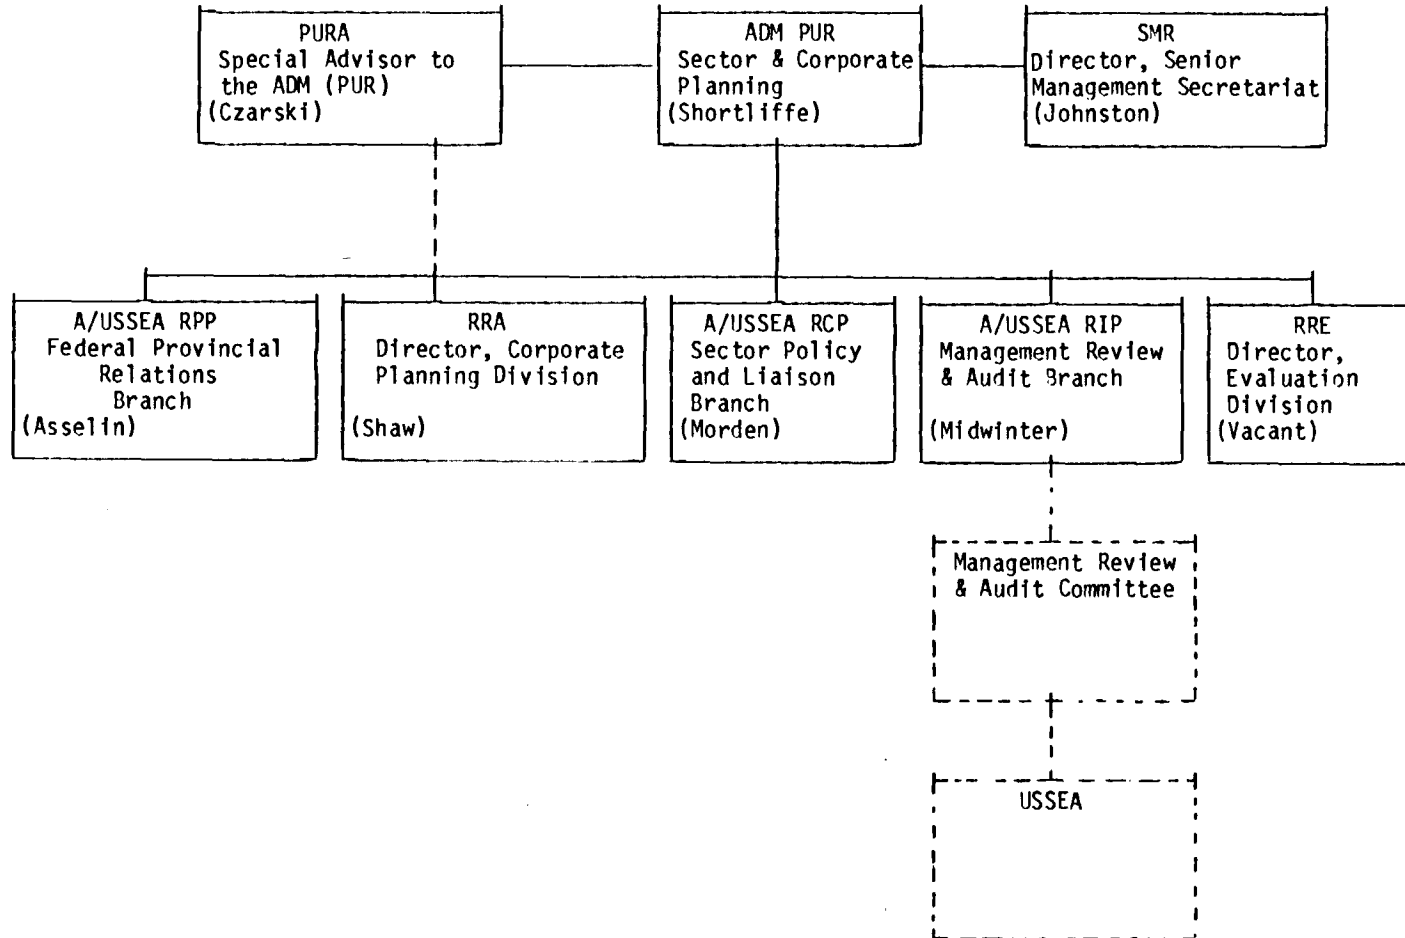 PURA
Special Advisor to
the ADM (PUR)
(Czarski)
ADM PUR
Sector & Corporate
Planning
(Shortliffe)
SMR
Director, Senior
Management Secretariat
(Johnston)
A/USSEA RPP
Federal Provincial
Relations
Branch
(Asselin)
RRA
Director, Corporate
Planning Division
(Shaw)
A/USSEA RCP
Sector Policy
and Liaison
Branch
(Morden)
A/USSEA RIP
Management Review
& Audit Branch
(Midwinter)
RRE
Director,
Evaluation
Division
(Vacant)
Management Review
& Audit Committee
USSEA